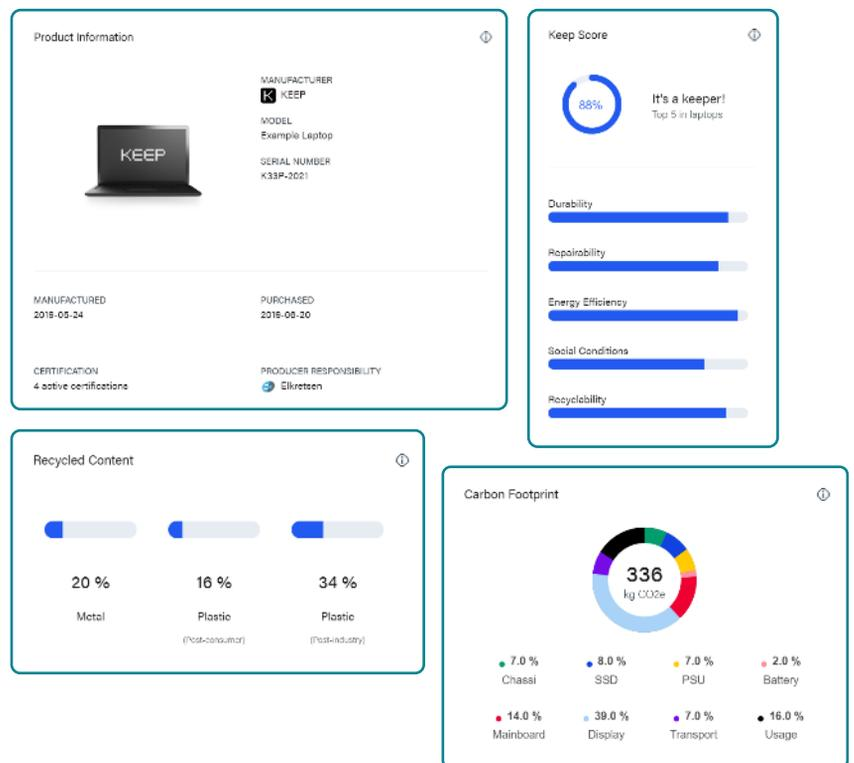 Product Information
MANUFACTURER
KEEP
MODEL
Example Laptop
SERIAL NUMBER
K33P-2021
KEEP
MANUFACTURED
2019-05-24
PURCHASED
2019-06-20
CERTIFICATION
4 active certifications
PRODUCER RESPONSIBILITY
Elkretsen
Keep Score
88%
It's a keeper!
Top 5 in laptops
Durability
Repairability
Energy Efficiency
Social Conditions
Recyclability
Recycled Content
20 %
Metal
16 %
Plastic
(Post-consumer)
34 %
Plastic
(Post-industry)
Carbon Footprint
336
kg CO2e
7.0 %
Chassi
8.0 %
SSD
7.0 %
PSU
2.0 %
Battery
14.0 %
Mainboard
39.0 %
Display
7.0 %
Transport
16.0 %
Usage